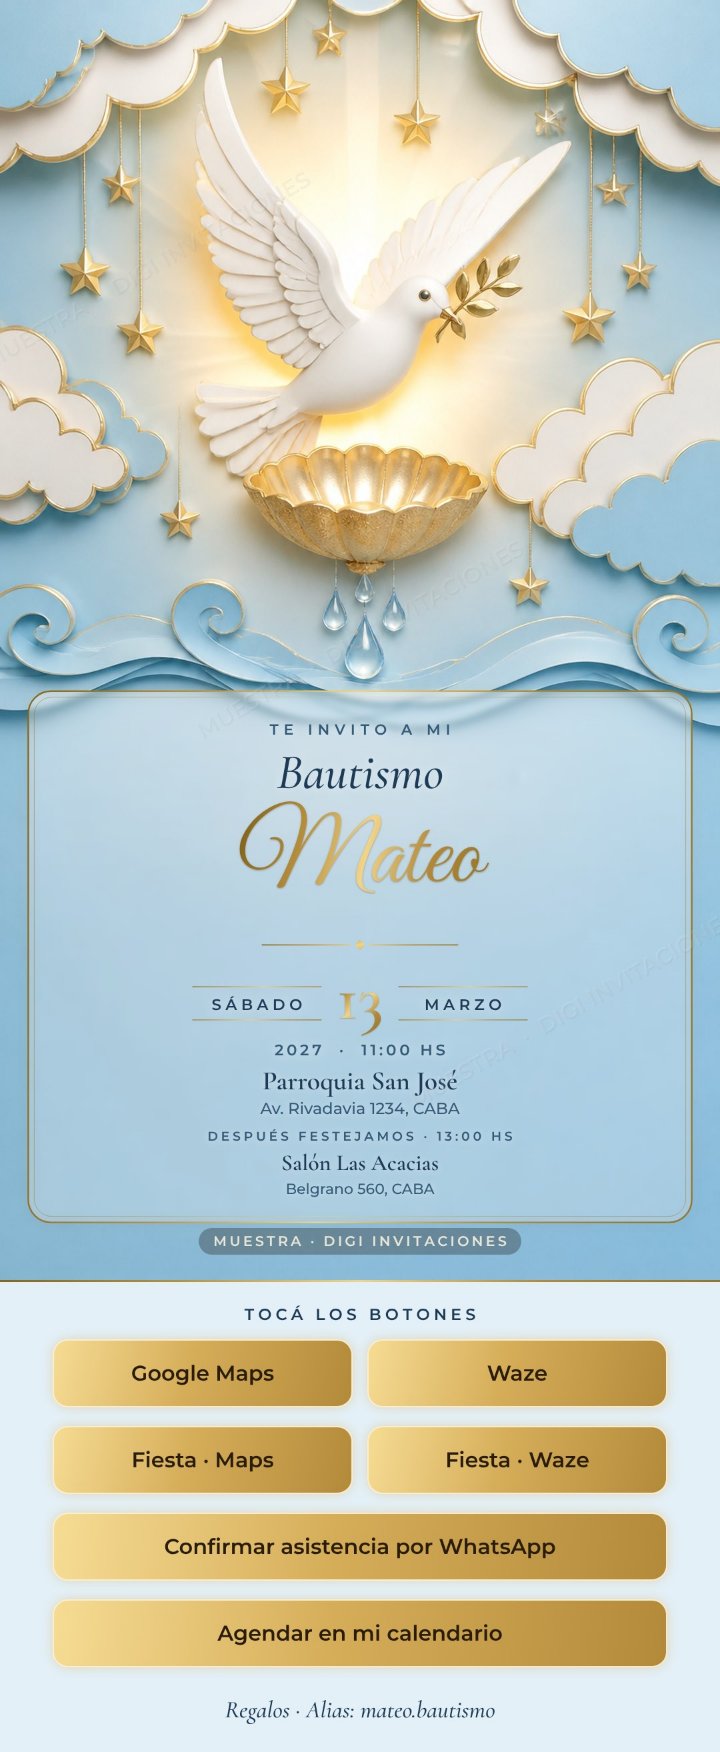 TE INVITO A MI
Bautismo
Mateo
SÁBADO 13 MARZO
2027 · 11:00 HS
Parroquia San José
Av. Rivadavia 1234, CABA
DESPUÉS FESTEJAMOS · 13:00 HS
Salón Las Acacias
Belgrano 560, CABA
MUESTRA · DIGI INVITACIONES
TOCÁ LOS BOTONES
Google Maps
Waze
Fiesta · Maps
Fiesta · Waze
Confirmar asistencia por WhatsApp
Agendar en mi calendario
Regalos · Alias: mateo.bautismo